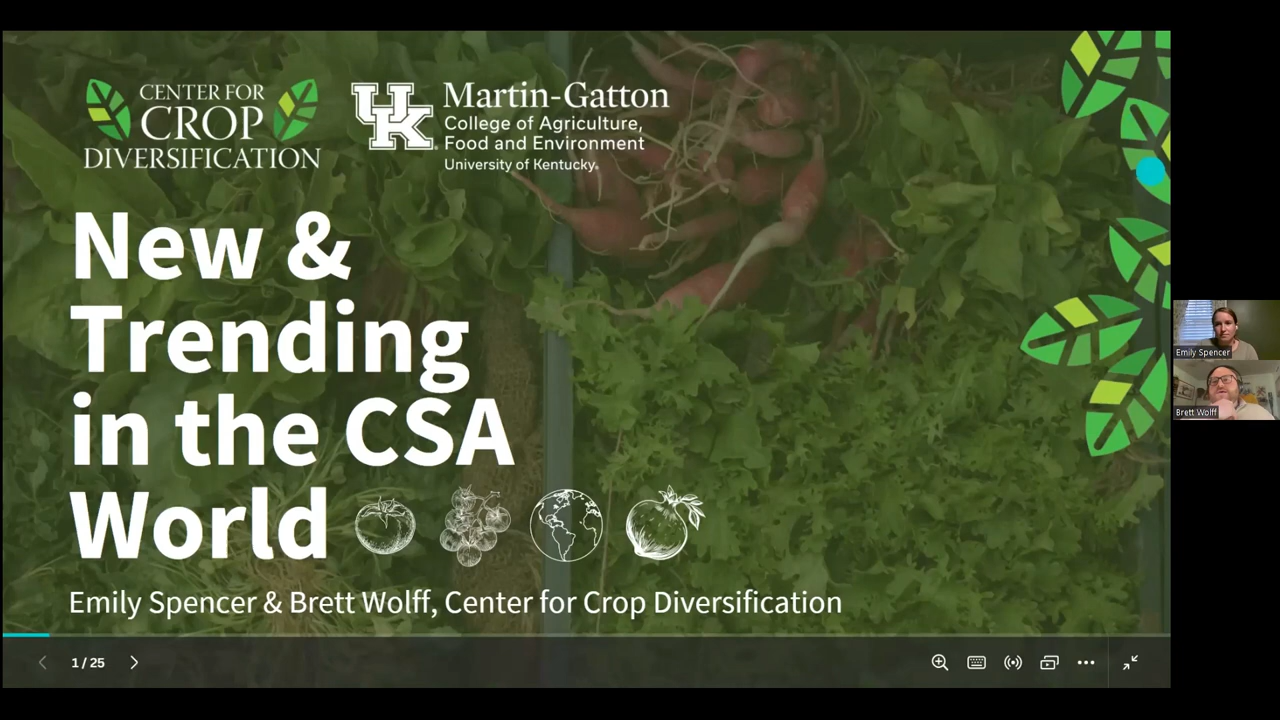 CENTER FOR
CROP
DIVERSIFICATION
UK
Martin-Gatton
College of Agriculture,
Food and Environment
University of Kentucky®
New &
Trending
in the CSA
World
Emily Spencer & Brett Wolff, Center for Crop Diversification
1 / 25
Emily Spencer
Brett Wolff